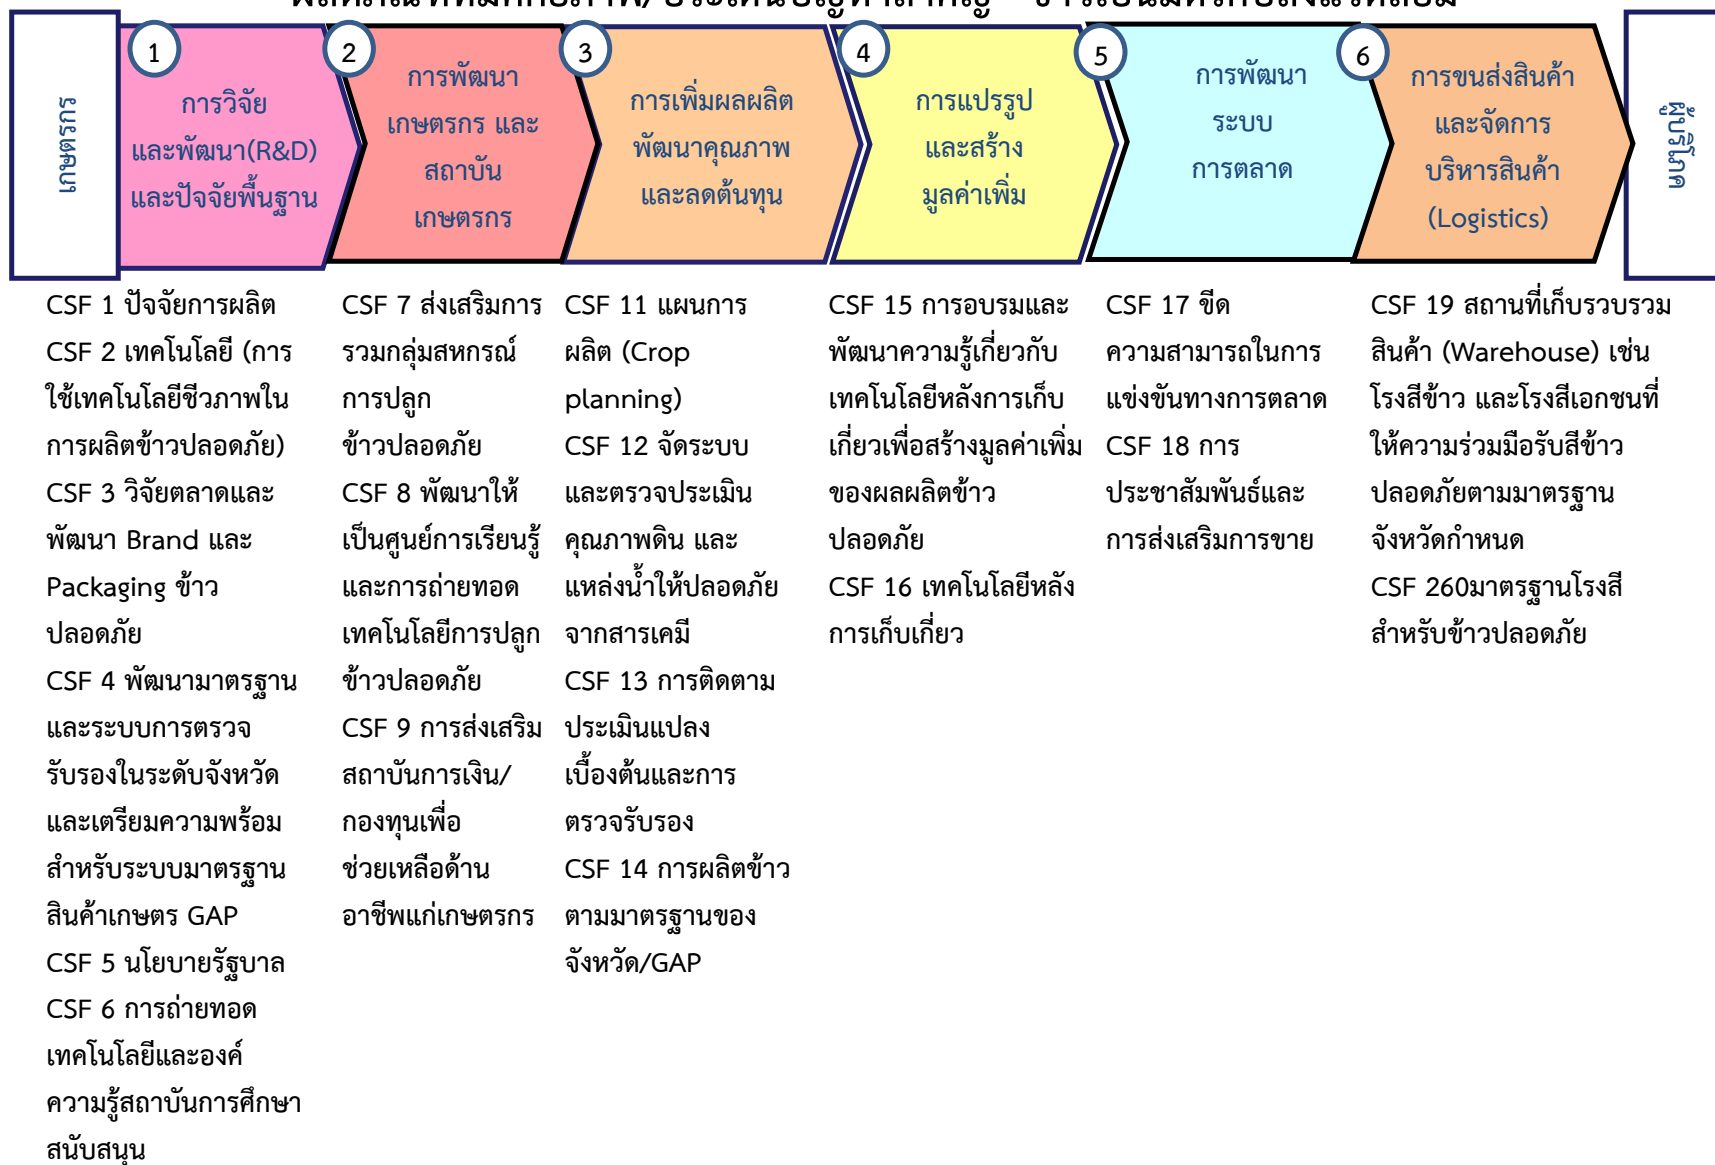 เกษตรกร
1
การวิจัย
และพัฒนา(R&D)
และปัจจัยพื้นฐาน
2
การพัฒนา
เกษตรกร และ
สถาบัน
เกษตรกร
3
การเพิ่มผลผลิต
พัฒนาคุณภาพ
และลดต้นทุน
4
การแปรรูป
และสร้าง
มูลค่าเพิ่ม
5
การพัฒนา
ระบบ
การตลาด
6
การขนส่งสินค้า
และจัดการ
บริหารสินค้า
(Logistics)
ผู้บริโภค
CSF 1 ปัจจัยการผลิต
CSF 2 เทคโนโลยี (การ
ใช้เทคโนโลยีชีวภาพใน
การผลิตข้าวปลอดภัย)
CSF 3 วิจัยตลาดและ
พัฒนา Brand และ
Packaging ข้าว
ปลอดภัย
CSF 4 พัฒนามาตรฐาน
และระบบการตรวจ
รับรองในระดับจังหวัด
และเตรียมความพร้อม
สำหรับระบบมาตรฐาน
สินค้าเกษตร GAP
CSF 5 นโยบายรัฐบาล
CSF 6 การถ่ายทอด
เทคโนโลยีและองค์
ความรู้สถาบันการศึกษา
สนับสนุน
CSF 7 ส่งเสริมการ
รวมกลุ่มสหกรณ์
การปลูก
ข้าวปลอดภัย
CSF 8 พัฒนาให้
เป็นศูนย์การเรียนรู้
และการถ่ายทอด
เทคโนโลยีการปลูก
ข้าวปลอดภัย
CSF 9 การส่งเสริม
สถาบันการเงิน/
กองทุนเพื่อ
ช่วยเหลือด้าน
อาชีพแก่เกษตรกร
CSF 11 แผนการ
ผลิต (Crop
planning)
CSF 12 จัดระบบ
และตรวจประเมิน
คุณภาพดิน และ
แหล่งน้ำให้ปลอดภัย
จากสารเคมี
CSF 13 การติดตาม
ประเมินแปลง
เบื้องต้นและการ
ตรวจรับรอง
CSF 14 การผลิตข้าว
ตามมาตรฐานของ
จังหวัด/GAP
CSF 15 การอบรมและ
พัฒนาความรู้เกี่ยวกับ
เทคโนโลยีหลังการเก็บ
เกี่ยวเพื่อสร้างมูลค่าเพิ่ม
ของผลผลิตข้าว
ปลอดภัย
CSF 16 เทคโนโลยีหลัง
การเก็บเกี่ยว
CSF 17 ขีด
ความสามารถในการ
แข่งขันทางการตลาด
CSF 18 การ
ประชาสัมพันธ์และ
การส่งเสริมการขาย
CSF 19 สถานที่เก็บรวบรวม
สินค้า (Warehouse) เช่น
โรงสีข้าว และโรงสีเอกชนที่
ให้ความร่วมมือรับสีข้าว
ปลอดภัยตามมาตรฐาน
จังหวัดกำหนด
CSF 260มาตรฐานโรงสี
สำหรับข้าวปลอดภัย